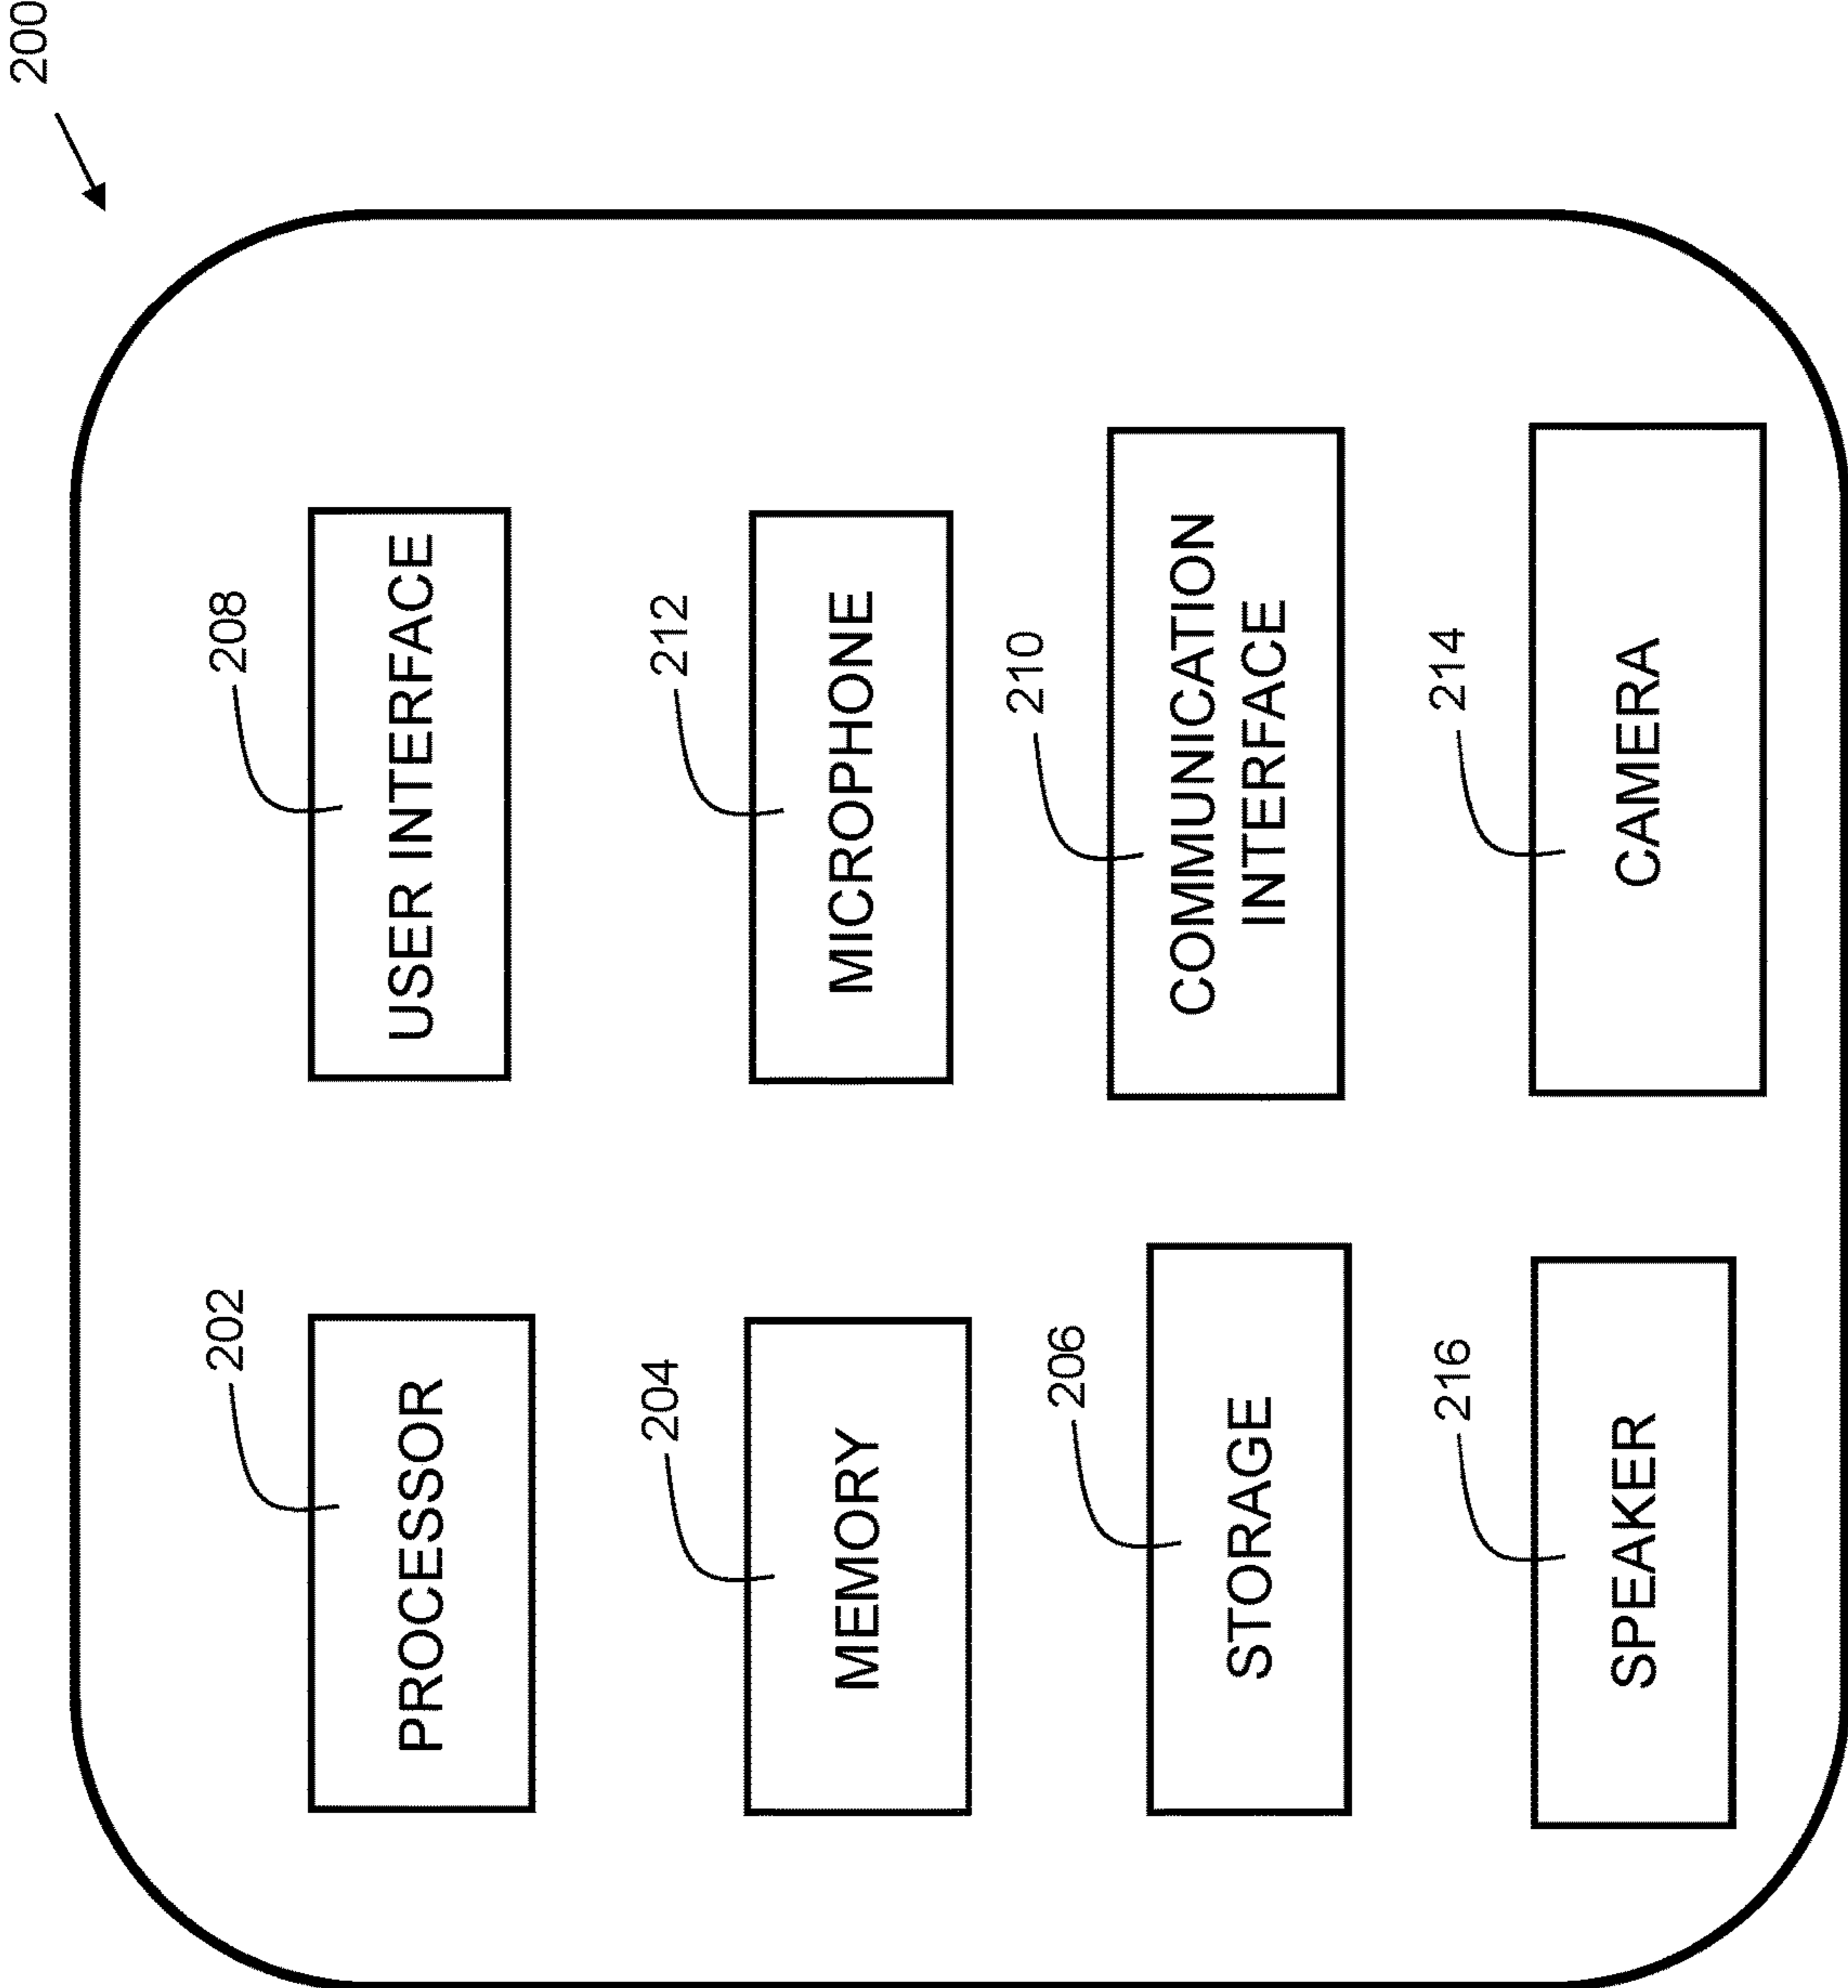 200
202
PROCESSOR
208
USER INTERFACE
204
MEMORY
212
MICROPHONE
206
STORAGE
210
COMMUNICATION
INTERFACE
216
SPEAKER
214
CAMERA